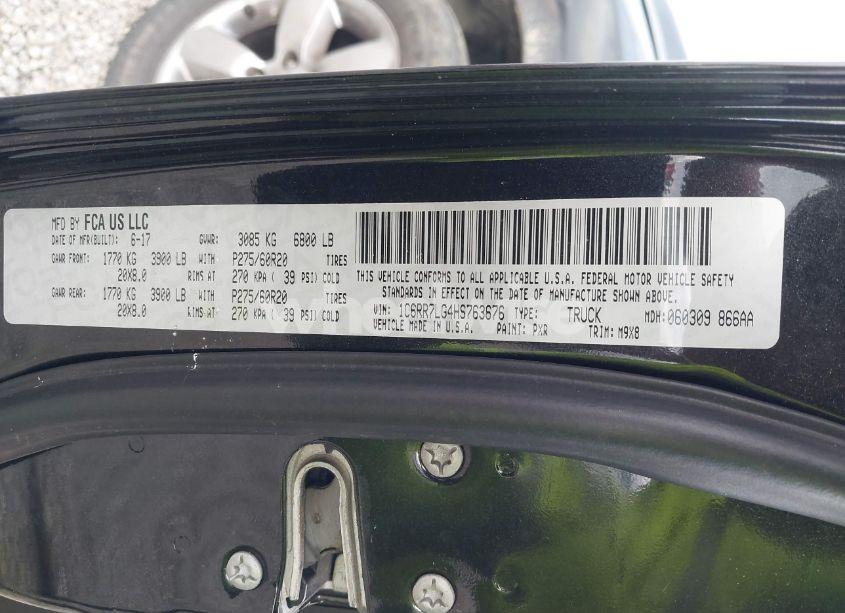 MFD BY FCA US LLC
DATE OF MFR(BUILT): 6-17 GVWR: 3085 KG 6800 LB
GAWR FRONT: 1770 KG 3900 LB WITH P275/60R20 TIRES
20X8.0 RIMS AT 270 KPA ( 39 PSI) COLD
GAWR REAR: 1770 KG 3900 LB WITH P275/60R20 TIRES
20X8.0 RIMS AT 270 KPA ( 39 PSI) COLD
THIS VEHICLE CONFORMS TO ALL APPLICABLE U.S.A. FEDERAL MOTOR VEHICLE SAFETY
STANDARDS IN EFFECT ON THE DATE OF MANUFACTURE SHOWN ABOVE.
VIN: 1C6RR7LG4HS763676 TYPE: TRUCK MDH: 060309 866AA
VEHICLE MADE IN U.S.A. PAINT: PXR TRIM: M9X8